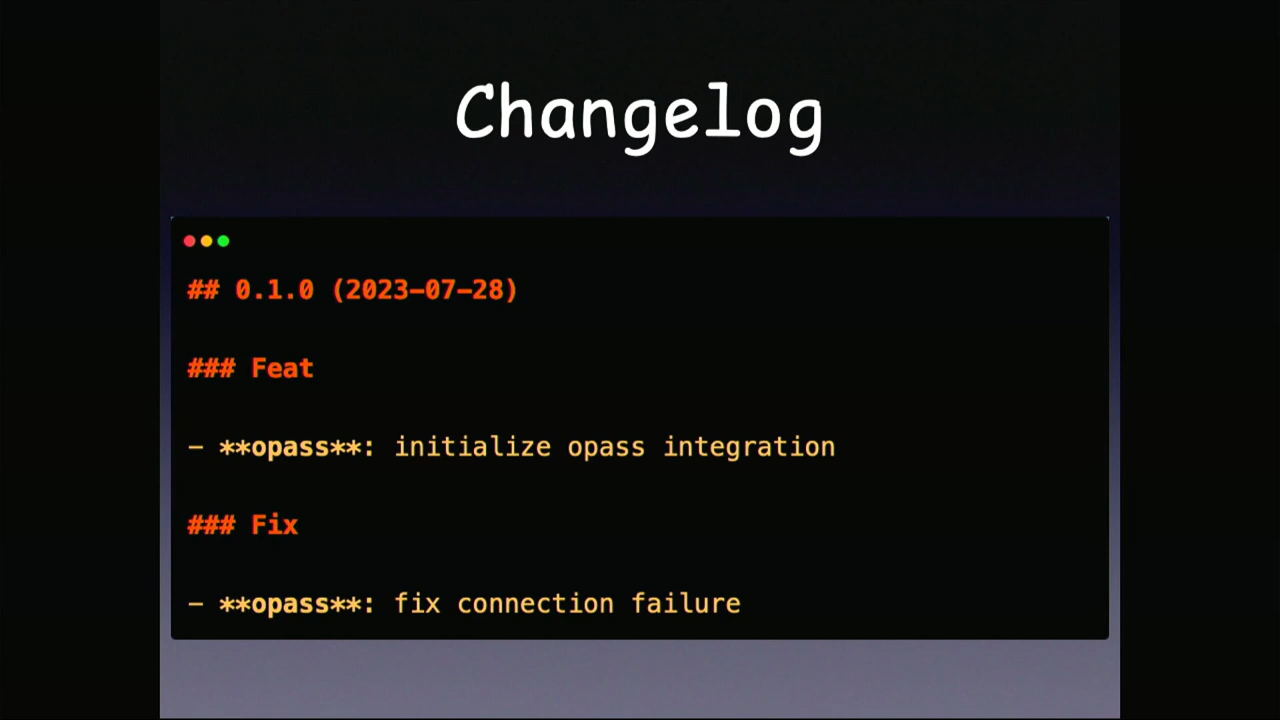 Changelog
## 0.1.0 (2023-07-28)
### Feat
- **opass**: initialize opass integration
### Fix
- **opass**: fix connection failure